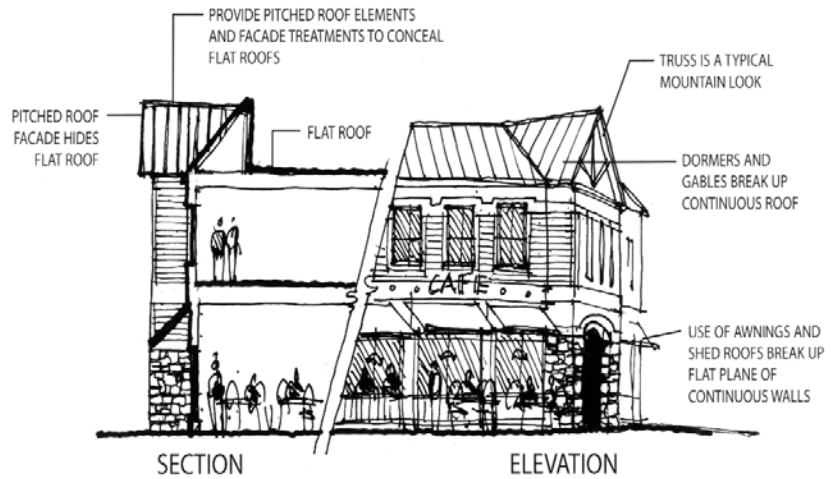 PROVIDE PITCHED ROOF ELEMENTS
AND FACADE TREATMENTS TO CONCEAL
FLAT ROOFS
PITCHED ROOF
FACADE HIDES
FLAT ROOF
FLAT ROOF
TRUSS IS A TYPICAL
MOUNTAIN LOOK
DORMERS AND
GABLES BREAK UP
CONTINUOUS ROOF
CAFE
USE OF AWNINGS AND
SHED ROOFS BREAK UP
FLAT PLANE OF
CONTINUOUS WALLS
SECTION
ELEVATION